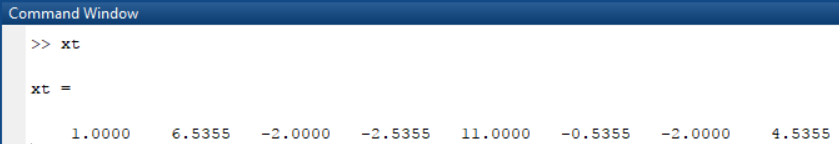 Command Window
>> xt
xt =
1.0000 6.5355 -2.0000 -2.5355 11.0000 -0.5355 -2.0000 4.5355